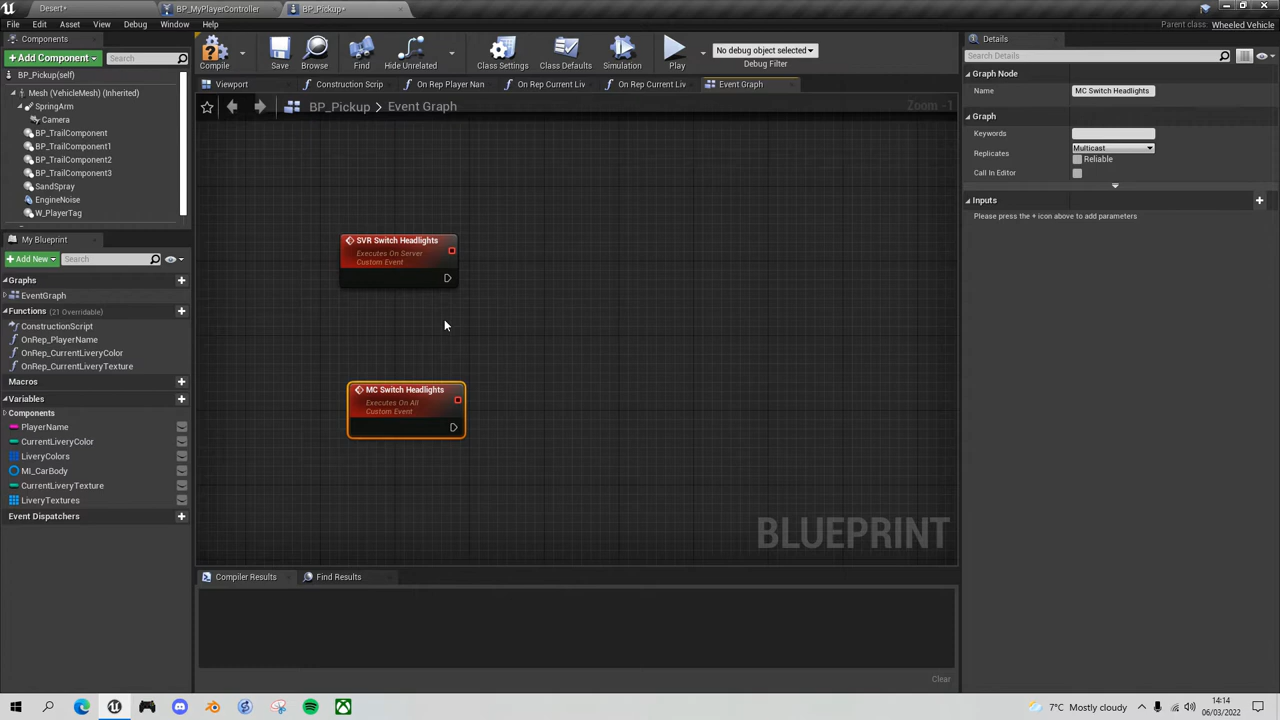 Desert*
BP_MyPlayerController
BP_Pickup*
File Edit Asset View Debug Window Help
Parent class: Wheeled Vehicle
Components
+ Add Component
Search
BP_Pickup(self)
Mesh (VehicleMesh) (Inherited)
SpringArm
Camera
BP_TrailComponent
BP_TrailComponent1
BP_TrailComponent2
BP_TrailComponent3
SandSpray
EngineNoise
W_PlayerTag
My Blueprint
+ Add New
Search
Graphs
EventGraph
Functions (21 Overridable)
ConstructionScript
OnRep_PlayerName
OnRep_CurrentLiveryColor
OnRep_CurrentLiveryTexture
Macros
Variables
Components
PlayerName
CurrentLiveryColor
LiveryColors
MI_CarBody
CurrentLiveryTexture
LiveryTextures
Event Dispatchers
Compile
Save
Browse
Find
Hide Unrelated
Class Settings
Class Defaults
Simulation
Play
No debug object selected
Debug Filter
Viewport
Construction Scrip
On Rep Player Nan
On Rep Current Liv
On Rep Current Liv
Event Graph
BP_Pickup > Event Graph
Zoom -1
SVR Switch Headlights
Executes On Server
Custom Event
MC Switch Headlights
Executes On All
Custom Event
BLUEPRINT
Compiler Results
Find Results
Clear
Details
Search Details
Graph Node
Name MC Switch Headlights
Graph
Keywords
Replicates Multicast
Reliable
Call In Editor
Inputs
Please press the + icon above to add parameters
7°C Mostly cloudy
14:14
06/03/2022